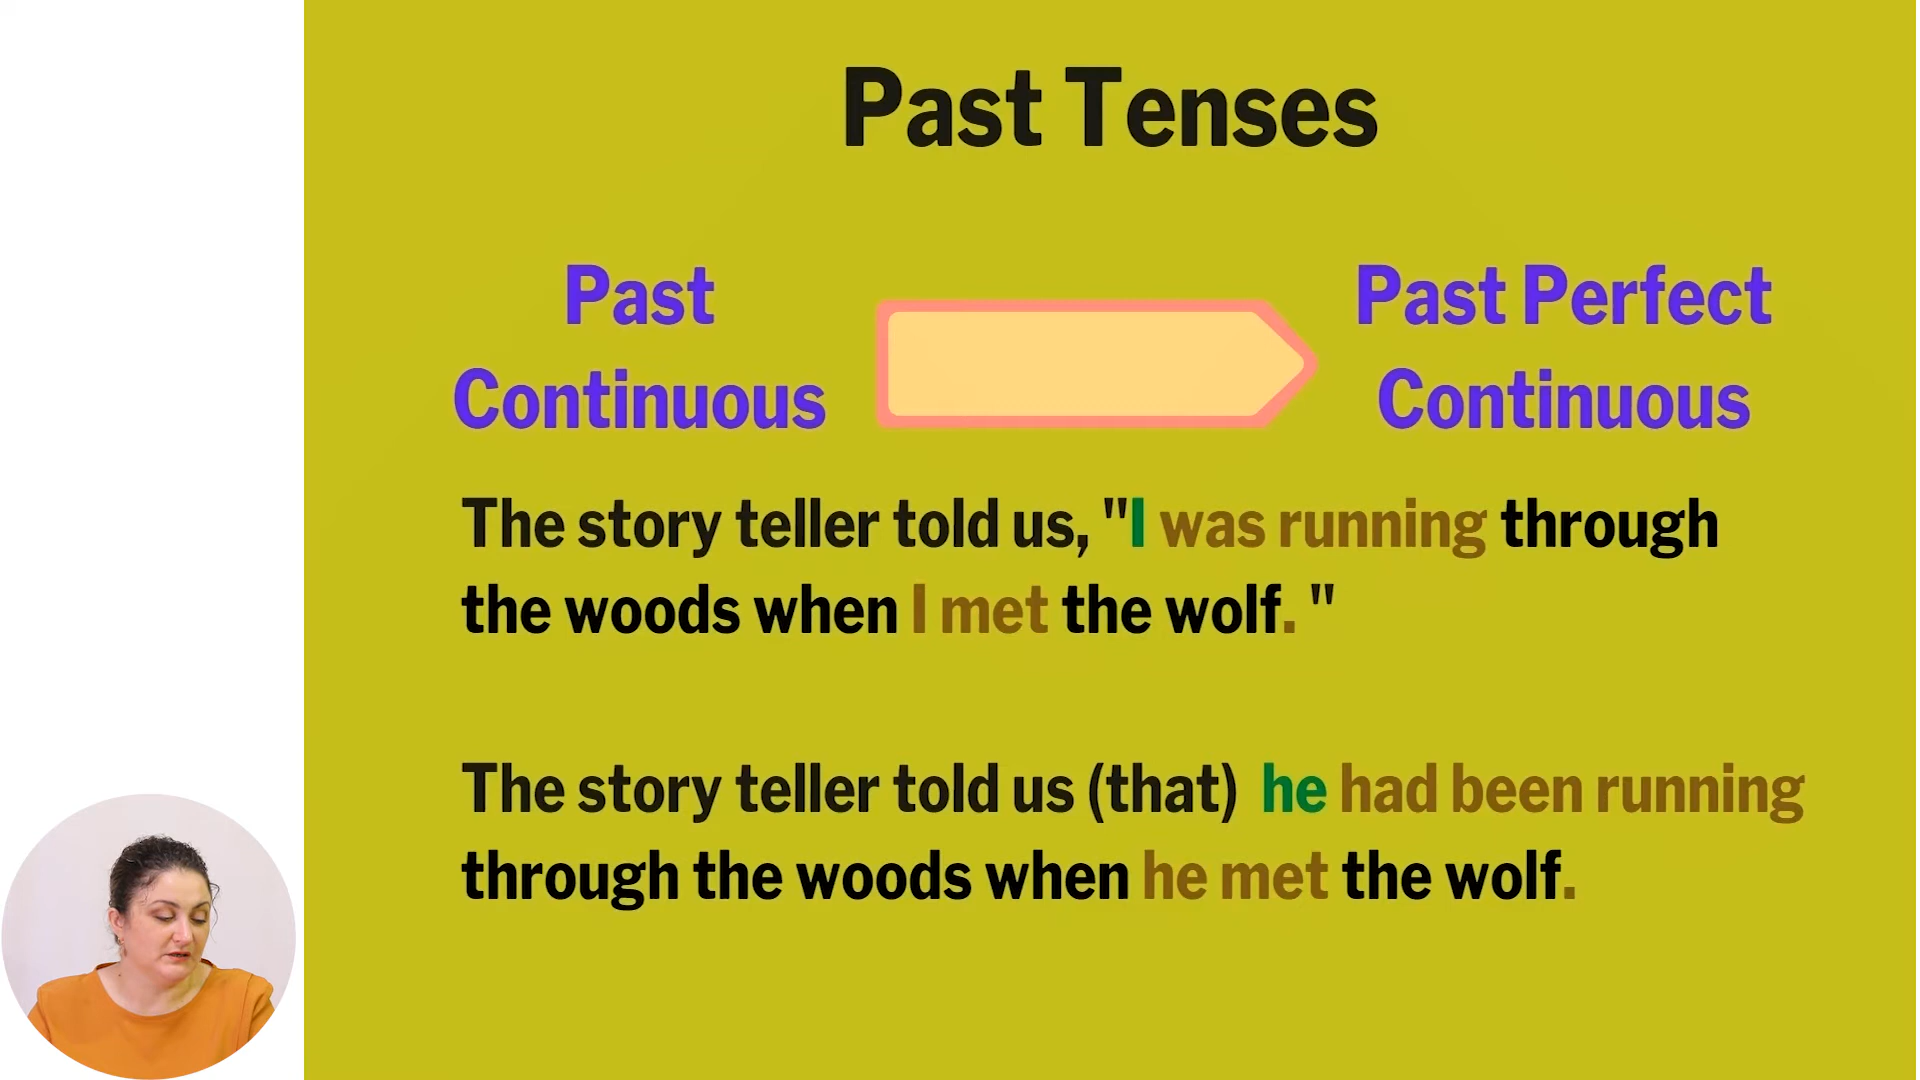 Past Tenses
Past
Continuous
Past Perfect
Continuous
The story teller told us, "I was running through
the woods when I met the wolf. "
The story teller told us (that) he had been running
through the woods when he met the wolf.